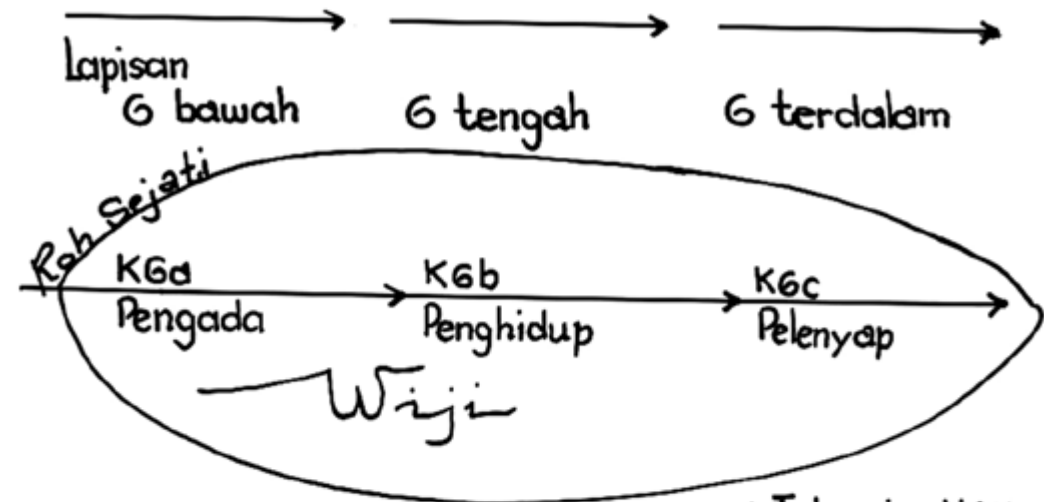 Lapisan
6 bawah 6 tengah 6 terdalam
Roh Sejati
K6a K6b K6c
Pengada Penghidup Pelenyap
Wiji